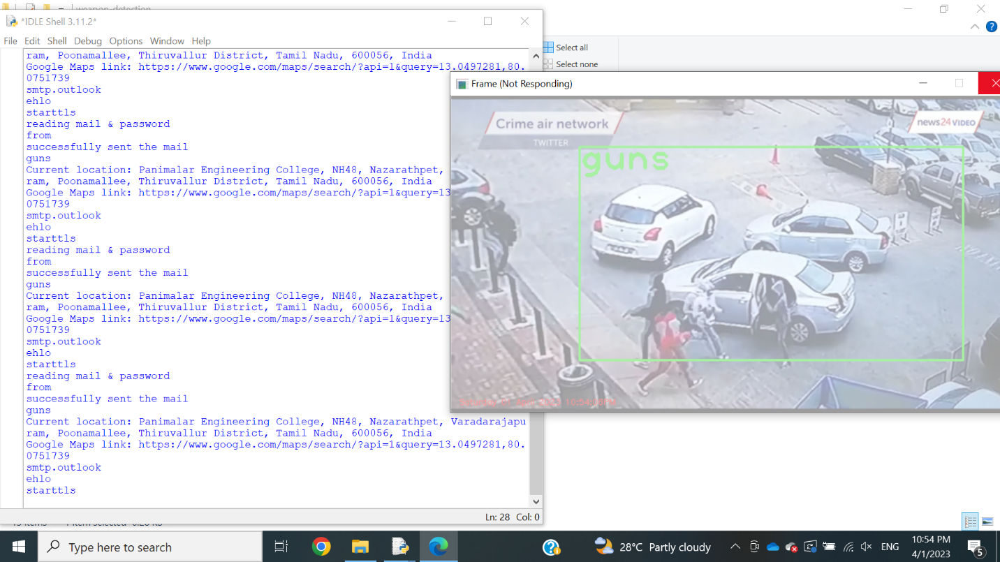 weapon-detection
*IDLE Shell 3.11.2*
File Edit Shell Debug Options Window Help
ram, Poonamallee, Thiruvallur District, Tamil Nadu, 600056, India
Google Maps link: https://www.google.com/maps/search/?api=1&query=13.0497281,80.
0751739
smtp.outlook
ehlo
starttls
reading mail & password
from
successfully sent the mail
guns
Current location: Panimalar Engineering College, NH48, Nazarathpet,
ram, Poonamallee, Thiruvallur District, Tamil Nadu, 600056, India
Google Maps link: https://www.google.com/maps/search/?api=1&query=13
0751739
smtp.outlook
ehlo
starttls
reading mail & password
from
successfully sent the mail
guns
Current location: Panimalar Engineering College, NH48, Nazarathpet,
ram, Poonamallee, Thiruvallur District, Tamil Nadu, 600056, India
Google Maps link: https://www.google.com/maps/search/?api=1&query=13
0751739
smtp.outlook
ehlo
starttls
reading mail & password
from
successfully sent the mail
guns
Current location: Panimalar Engineering College, NH48, Nazarathpet, Varadarajapu
ram, Poonamallee, Thiruvallur District, Tamil Nadu, 600056, India
Google Maps link: https://www.google.com/maps/search/?api=1&query=13.0497281,80.
0751739
smtp.outlook
ehlo
starttls
Ln: 28 Col: 0
Select all
Select none
Frame (Not Responding)
Crime air network
TWITTER
news24 VIDEO
guns
Type here to search
28°C Partly cloudy
ENG
10:54 PM
4/1/2023
5